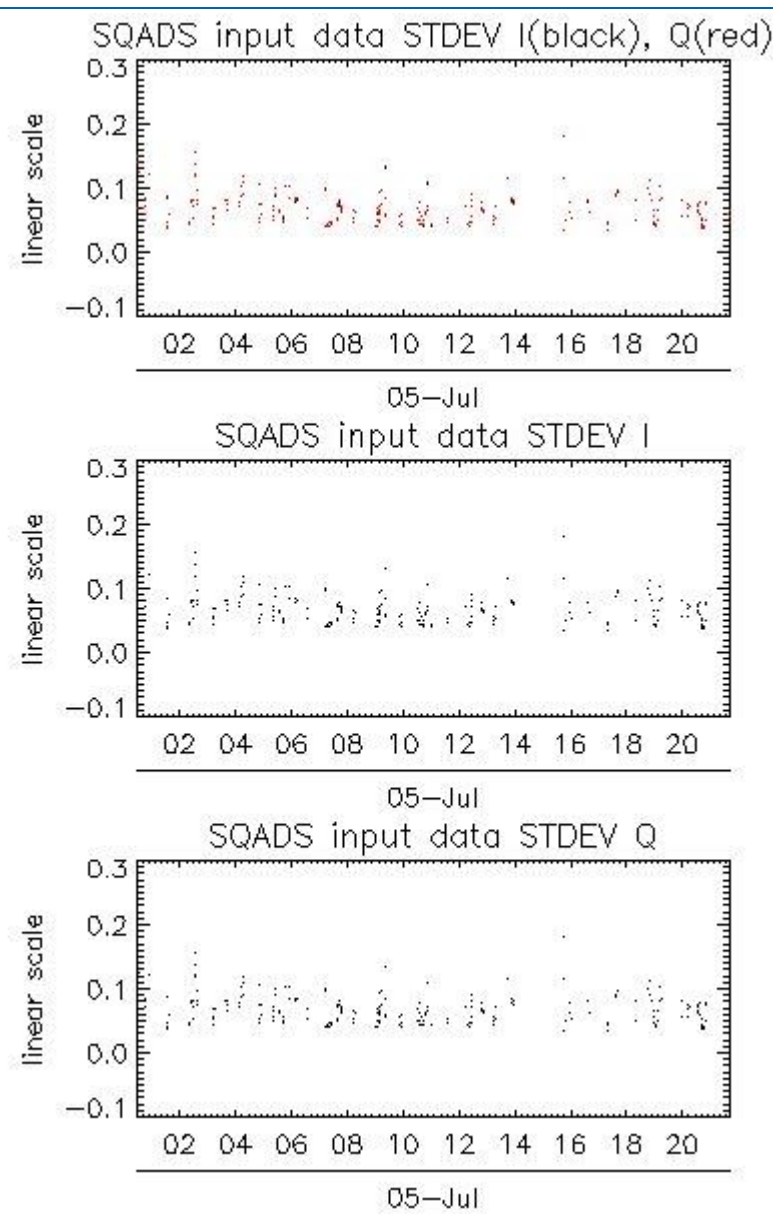 SQADS input data STDEV I(black), Q(red)
0.3
0.2
0.1
0.0
-0.1
linear scale
02 04 06 08 10 12 14 16 18 20
05-Jul
SQADS input data STDEV I
0.3
0.2
0.1
0.0
-0.1
linear scale
02 04 06 08 10 12 14 16 18 20
05-Jul
SQADS input data STDEV Q
0.3
0.2
0.1
0.0
-0.1
linear scale
02 04 06 08 10 12 14 16 18 20
05-Jul